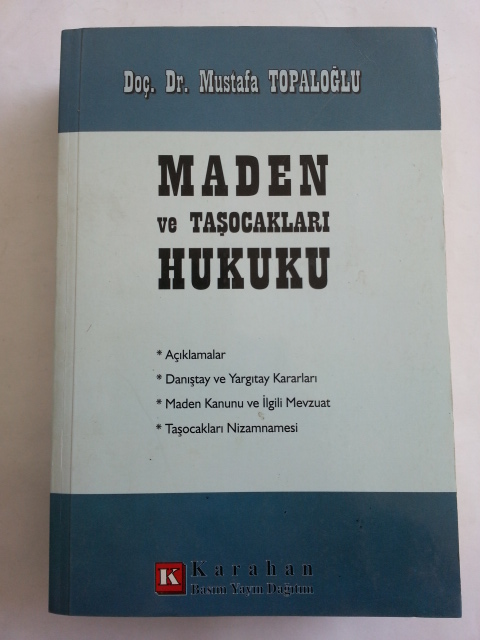 Doç. Dr. Mustafa TOPALOĞLU
MADEN
ve TAŞOCAKLARI
HUKUKU
* Açıklamalar
* Danıştay ve Yargıtay Kararları
* Maden Kanunu ve İlgili Mevzuat
* Taşocakları Nizamnamesi
K Karahan
Basım Yayın Dağıtım